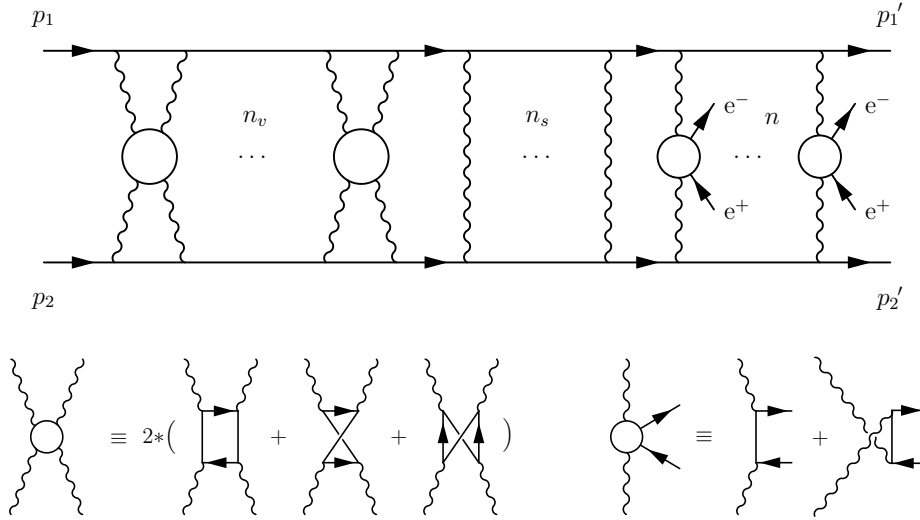 p₁ p₁′
e⁻ e⁻
n_v n_s n
... ... ...
e⁺ e⁺
p₂ p₂′
≡ 2*( + + ) ≡ +